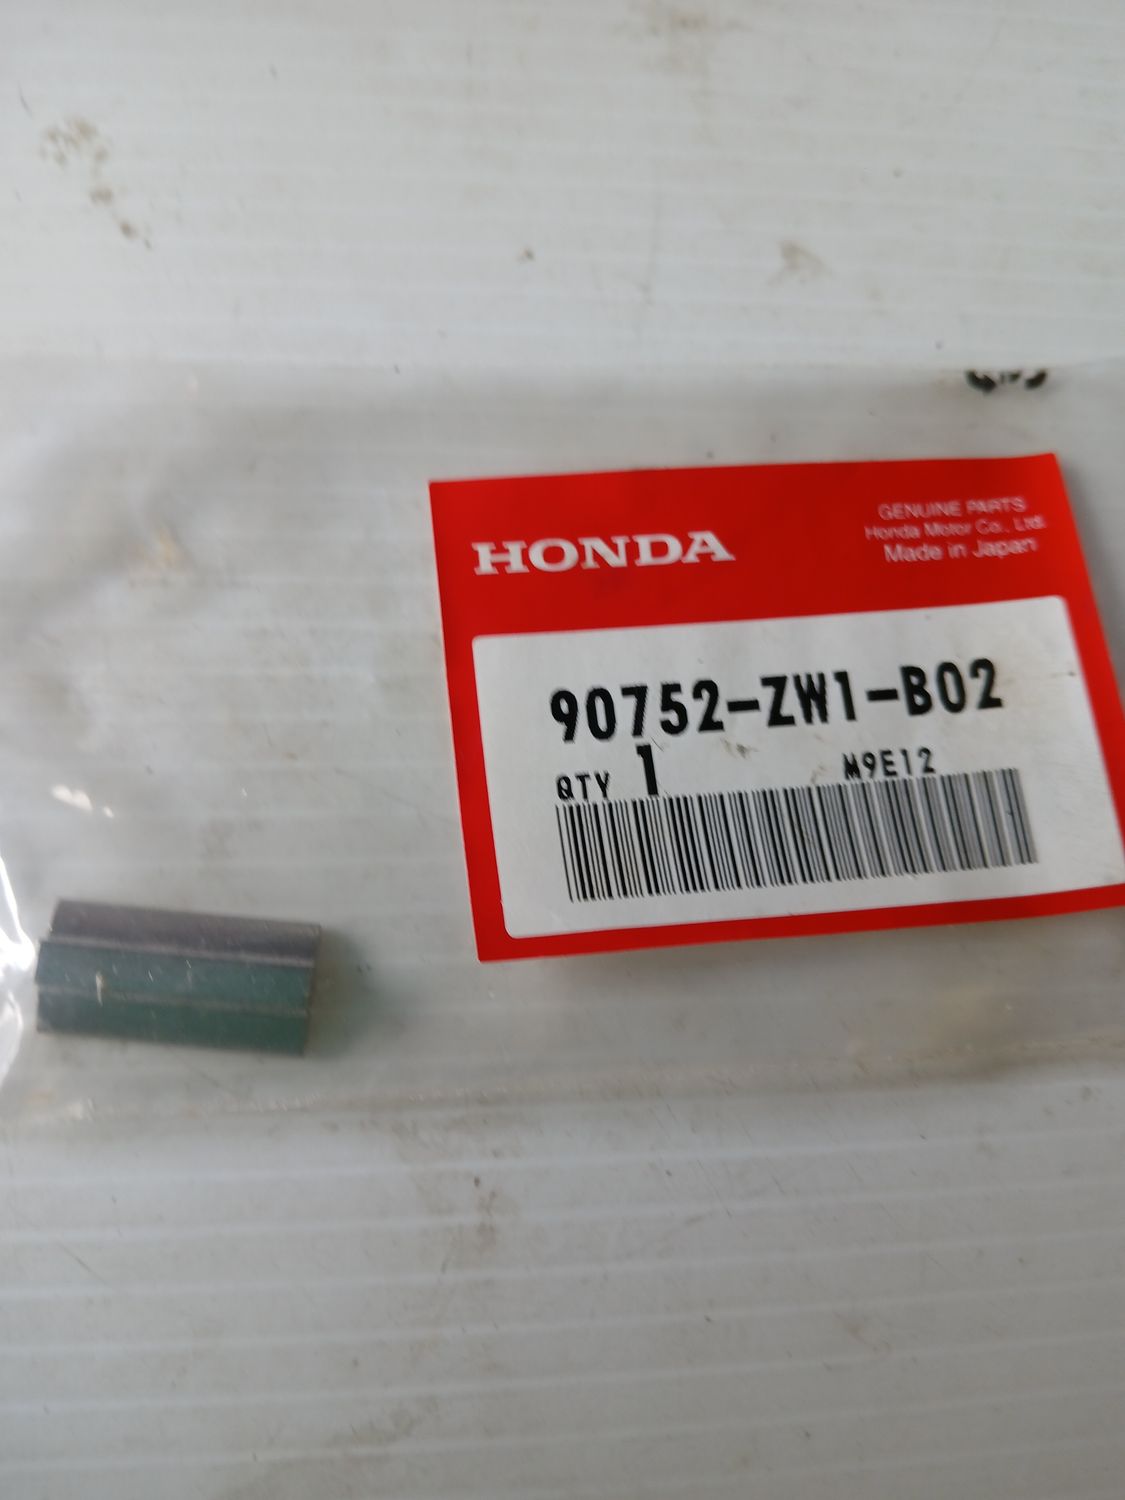 HONDA
GENUINE PARTS
Honda Motor Co., Ltd.
Made in Japan
90752-ZW1-B02
QTY 1
M9E12